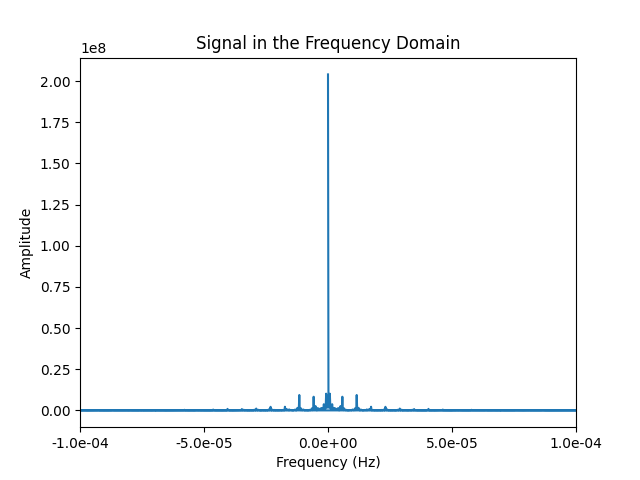 Signal in the Frequency Domain
1e8
2.00
1.75
1.50
1.25
1.00
0.75
0.50
0.25
0.00
Amplitude
-1.0e-04 -5.0e-05 0.0e+00 5.0e-05 1.0e-04
Frequency (Hz)